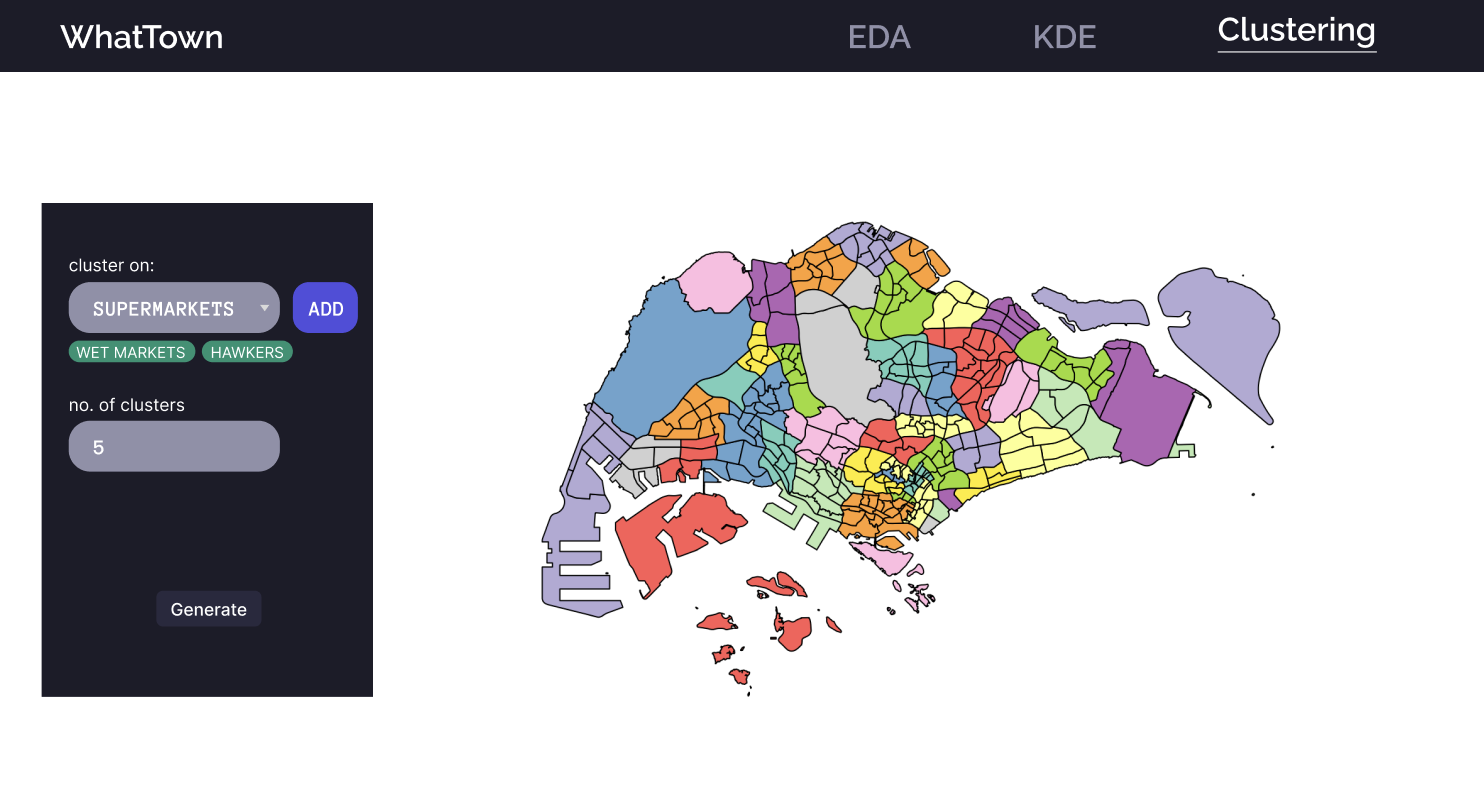 WhatTown EDA KDE Clustering
cluster on:
SUPERMARKETS ADD
WET MARKETS HAWKERS
no. of clusters
5
Generate